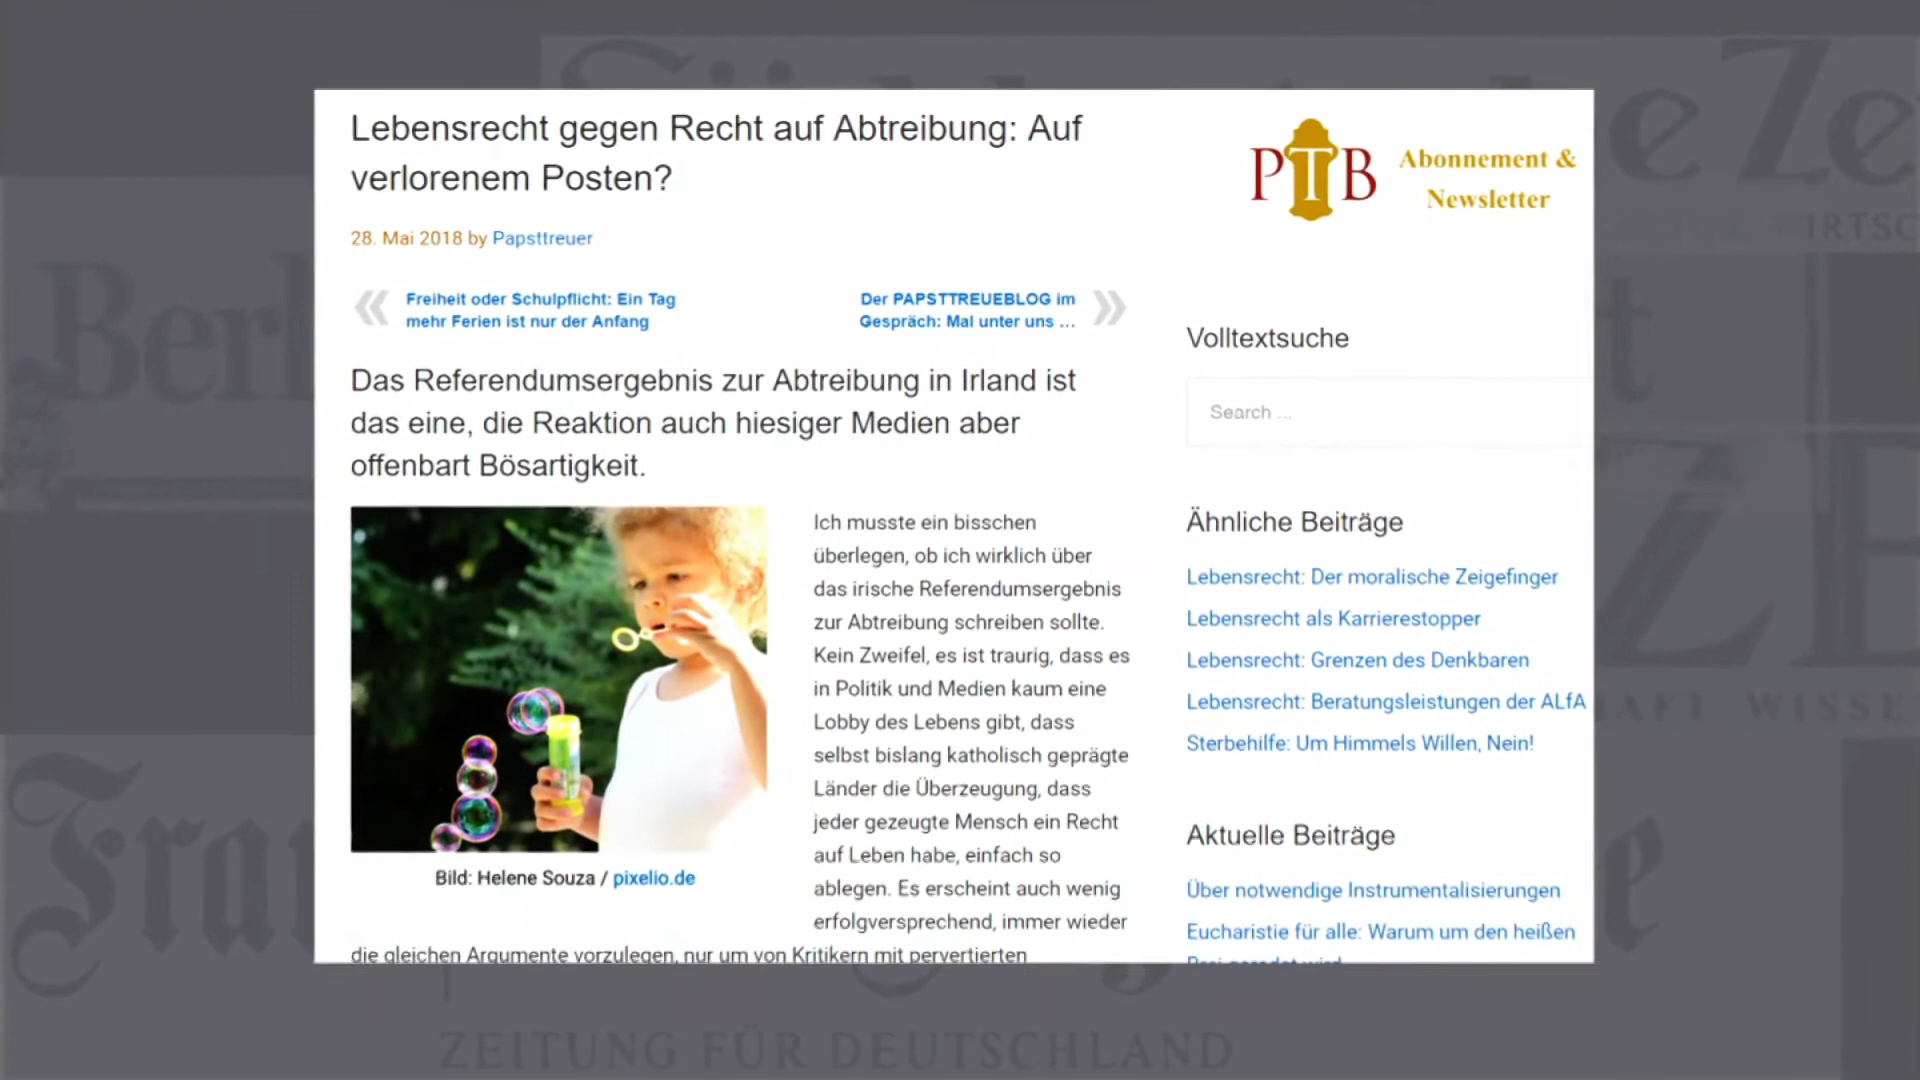 Lebensrecht gegen Recht auf Abtreibung: Auf
verlorenem Posten?
28. Mai 2018 by Papsttreuer
Freiheit oder Schulpflicht: Ein Tag
mehr Ferien ist nur der Anfang
Der PAPSTTREUEBLOG im
Gespräch: Mal unter uns ...
Das Referendumsergebnis zur Abtreibung in Irland ist
das eine, die Reaktion auch hiesiger Medien aber
offenbart Bösartigkeit.
Ich musste ein bisschen
überlegen, ob ich wirklich über
das irische Referendumsergebnis
zur Abtreibung schreiben sollte.
Kein Zweifel, es ist traurig, dass es
in Politik und Medien kaum eine
Lobby des Lebens gibt, dass
selbst bislang katholisch geprägte
Länder die Überzeugung, dass
jeder gezeugte Mensch ein Recht
auf Leben habe, einfach so
ablegen. Es erscheint auch wenig
erfolgversprechend, immer wieder
die gleichen Argumente vorzulegen, nur um von Kritikern mit pervertierten
Bild: Helene Souza / pixelio.de
PTB
Abonnement &
Newsletter
Volltextsuche
Search ...
Ähnliche Beiträge
Lebensrecht: Der moralische Zeigefinger
Lebensrecht als Karrierestopper
Lebensrecht: Grenzen des Denkbaren
Lebensrecht: Beratungsleistungen der ALfA
Sterbehilfe: Um Himmels Willen, Nein!
Aktuelle Beiträge
Über notwendige Instrumentalisierungen
Eucharistie für alle: Warum um den heißen
ZEITUNG FÜR DEUTSCHLAND